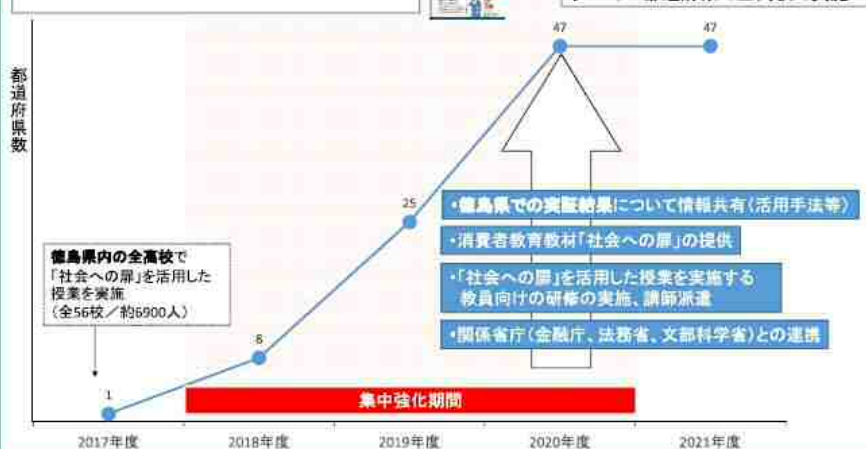 都道府県数
47
47
25
・徳島県での実証結果について情報共有(活用手法等)
・消費者教育教材「社会への扉」の提供
・「社会への扉」を活用した授業を実施する
教員向けの研修の実施、講師派遣
・関係省庁(金融庁、法務省、文部科学省)との連携
徳島県内の全高校で
「社会への扉」を活用した
授業を実施
(全56校/約6900人)
1
集中強化期間
2017年度
2018年度
2019年度
2020年度
2021年度